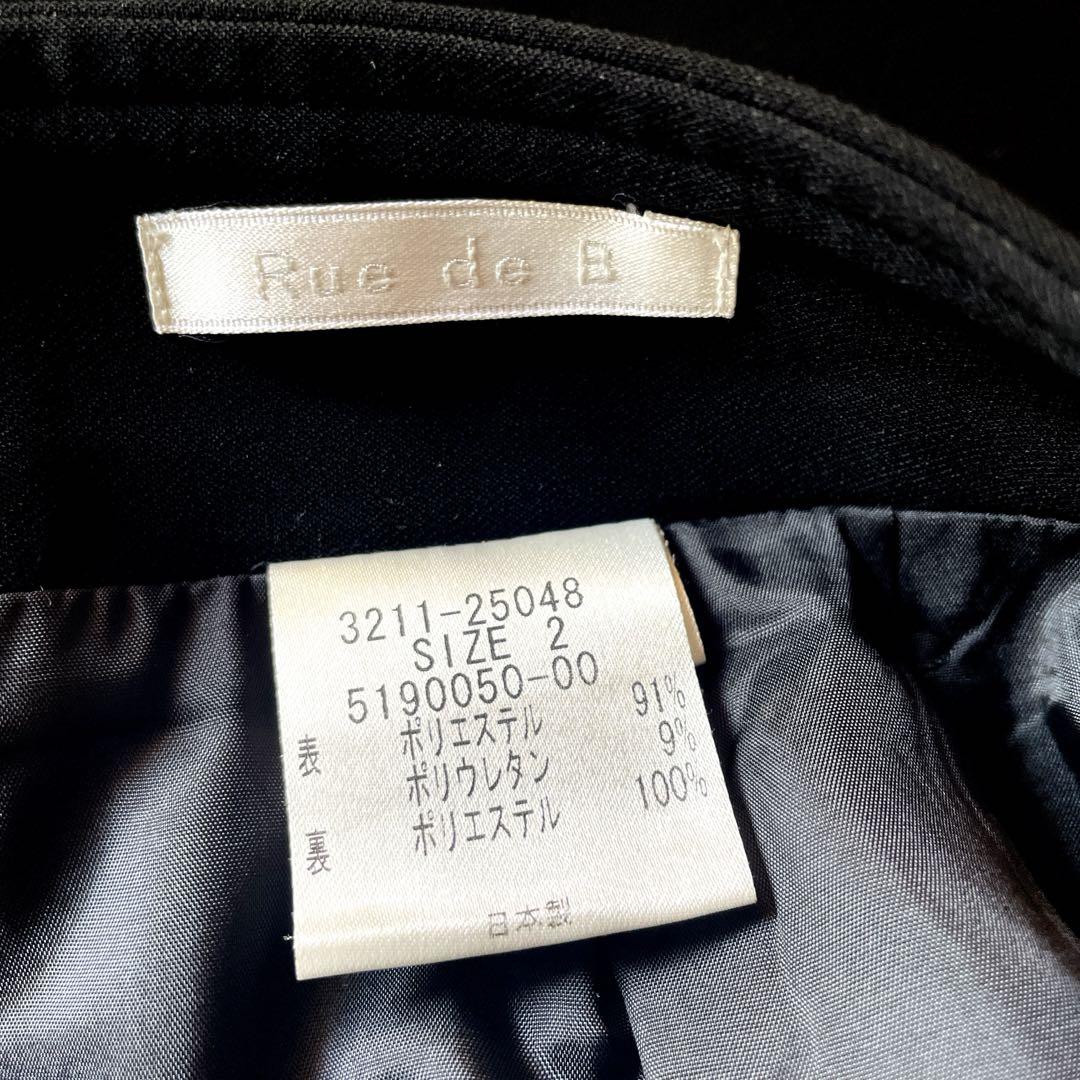 Rue de B
3211-25048
SIZE 2
5190050-00
表 ポリエステル 91%
ポリウレタン 9%
裏 ポリエステル 100%
日本製